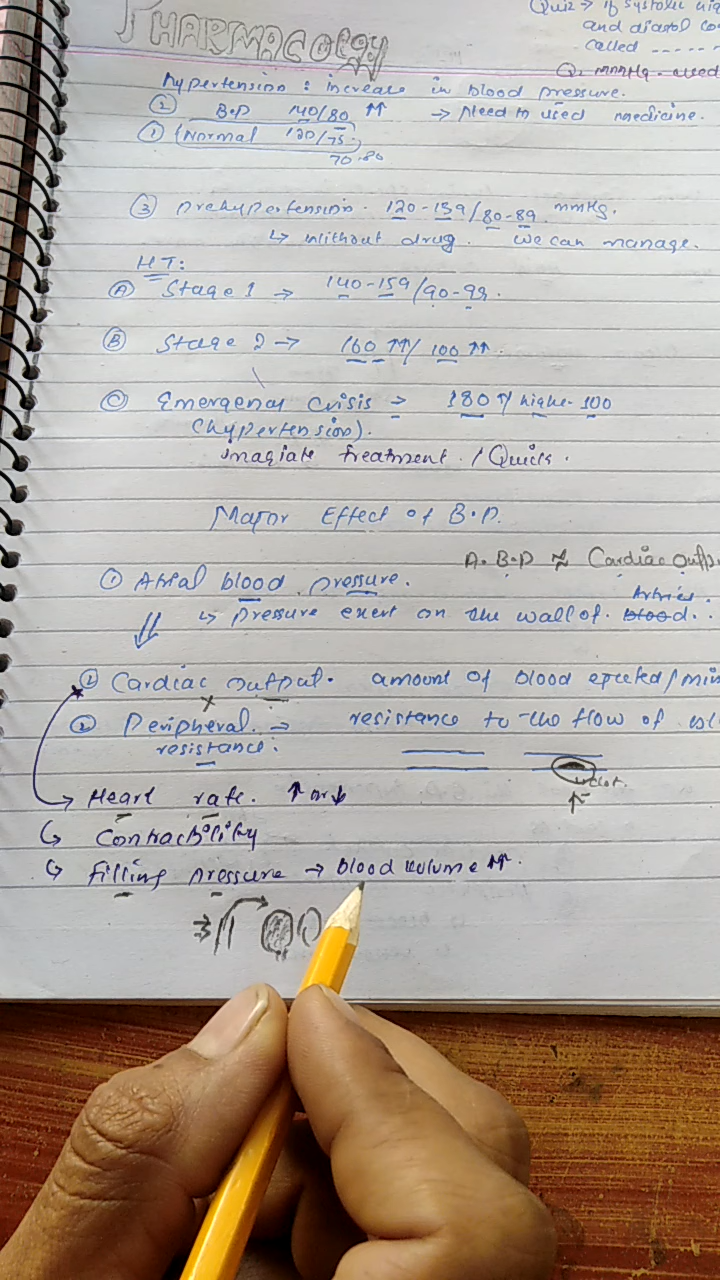 Quiz → if systolic
and diastol
PHARMACOlogy
called -----
Q. mmHg. used
Hypertension : increase in blood pressure.
② B.P 140/80 ↑↑ → Need to used medicine.
① (Normal 120/75.
70-80
③ Prehypertension. 120-139/80-89 mmHg.
↳ Without drug. We can manage.
HT:
Ⓐ Stage 1 → 140-159/90-99.
Ⓑ Stage 2 → 160 ↑↑/ 100 ↑↑.
Ⓒ Emergency Crisis → 180 ↑/ highe- 100
(hypertension).
imagiate treatment. / Quick.
Major Effect of B.P.
A. B.P ≈ Cardiac outp
① Atrial blood pressure.
Artries.
↳ pressure exert on the wall of. blood.
① Cardiac output. amount of blood epected/min
x
② Peripheral → resistance to the flow of
resistance:
clot.
→ Heart rate. ↑ or ↓
↳ Contractility
↳ filling pressure → blood volume ↑↑.